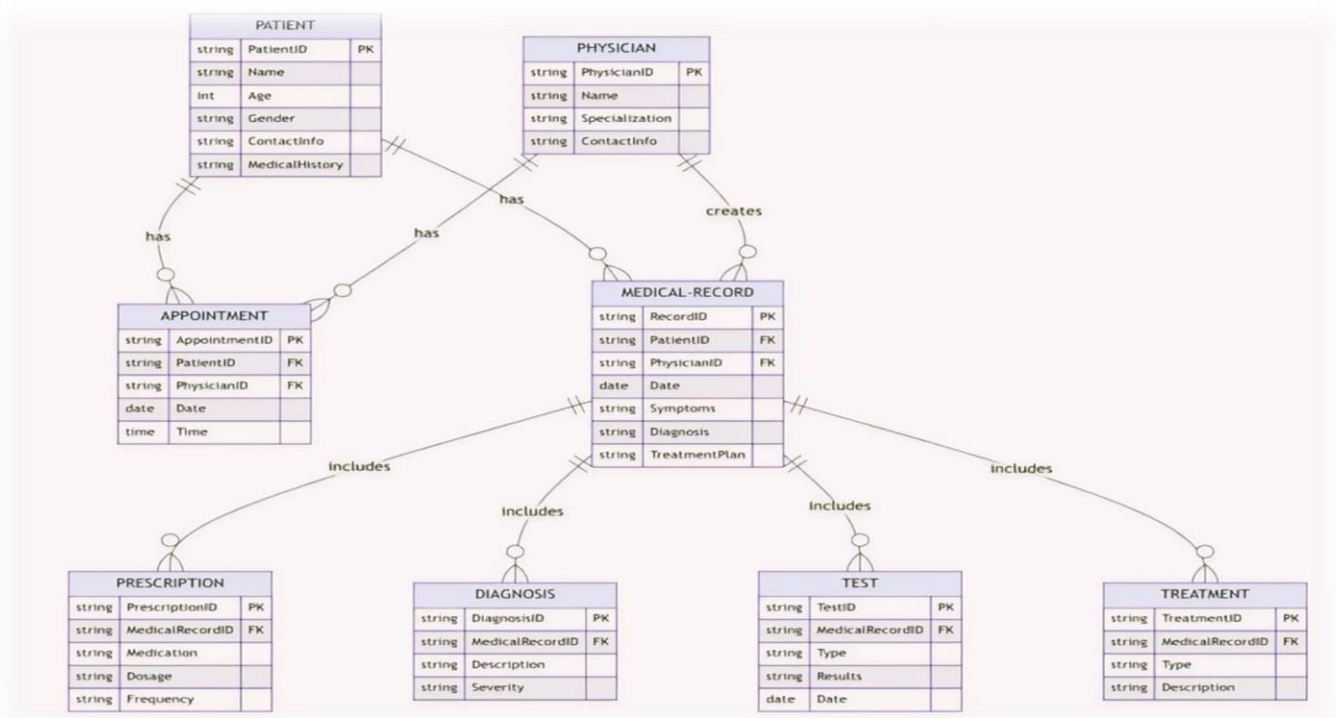 PATIENT
string PatientID PK
string Name
int Age
string Gender
string ContactInfo
string MedicalHistory
PHYSICIAN
string PhysicianID PK
string Name
string Specialization
string ContactInfo
has
has
has
creates
APPOINTMENT
string AppointmentID PK
string PatientID FK
string PhysicianID FK
date Date
time Time
MEDICAL-RECORD
string RecordID PK
string PatientID FK
string PhysicianID FK
date Date
string Symptoms
string Diagnosis
string TreatmentPlan
includes
includes
includes
includes
PRESCRIPTION
string PrescriptionID PK
string MedicalRecordID FK
string Medication
string Dosage
string Frequency
DIAGNOSIS
string DiagnosisID PK
string MedicalRecordID FK
string Description
string Severity
TEST
string TestID PK
string MedicalRecordID FK
string Type
string Results
date Date
TREATMENT
string TreatmentID PK
string MedicalRecordID FK
string Type
string Description